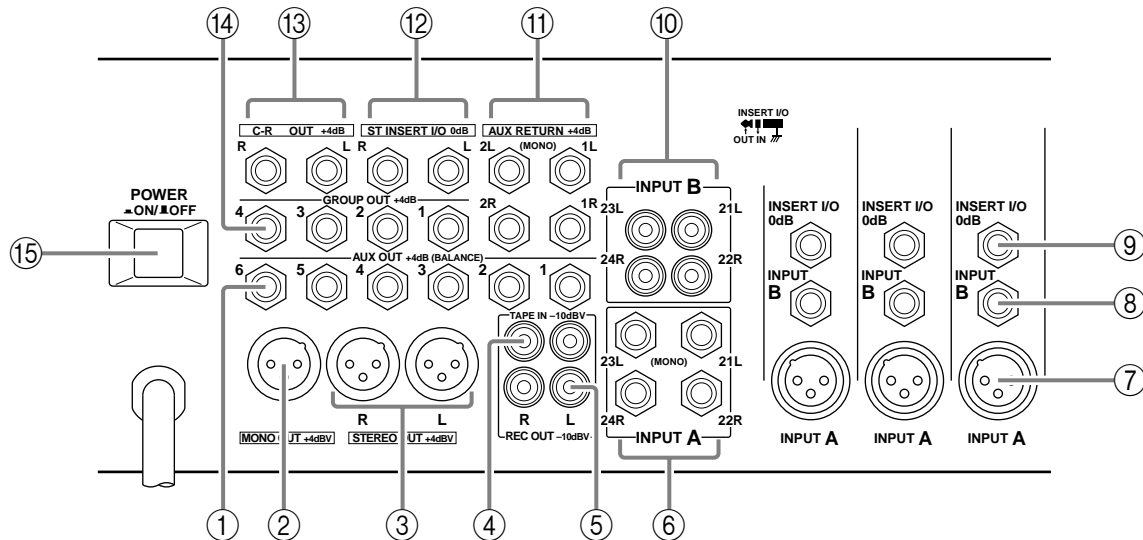 ⑭ ⑬ ⑫ ⑪ ⑩
INSERT I/O
OUT IN
C-R OUT +4dB
ST INSERT I/O 0dB
AUX RETURN +4dB
R L R L 2L (MONO) 1L
POWER
ON/ OFF
⑮
GROUP OUT +4dB
4 3 2 1 2R 1R
AUX OUT +4dB (BALANCE)
6 5 4 3 2 1
INPUT B
23L 21L
24R 22R
INSERT I/O
0dB
INSERT I/O
0dB
INSERT I/O
0dB
⑨
INPUT
B
INPUT
B
INPUT
B
⑧
TAPE IN –10dBV
R L
REC OUT –10dBV
23L (MONO) 21L
24R 22R
INPUT A
⑦
R L
MONO OUT +4dBV
STEREO OUT +4dBV
INPUT A
INPUT A
INPUT A
① ② ③ ④ ⑤ ⑥